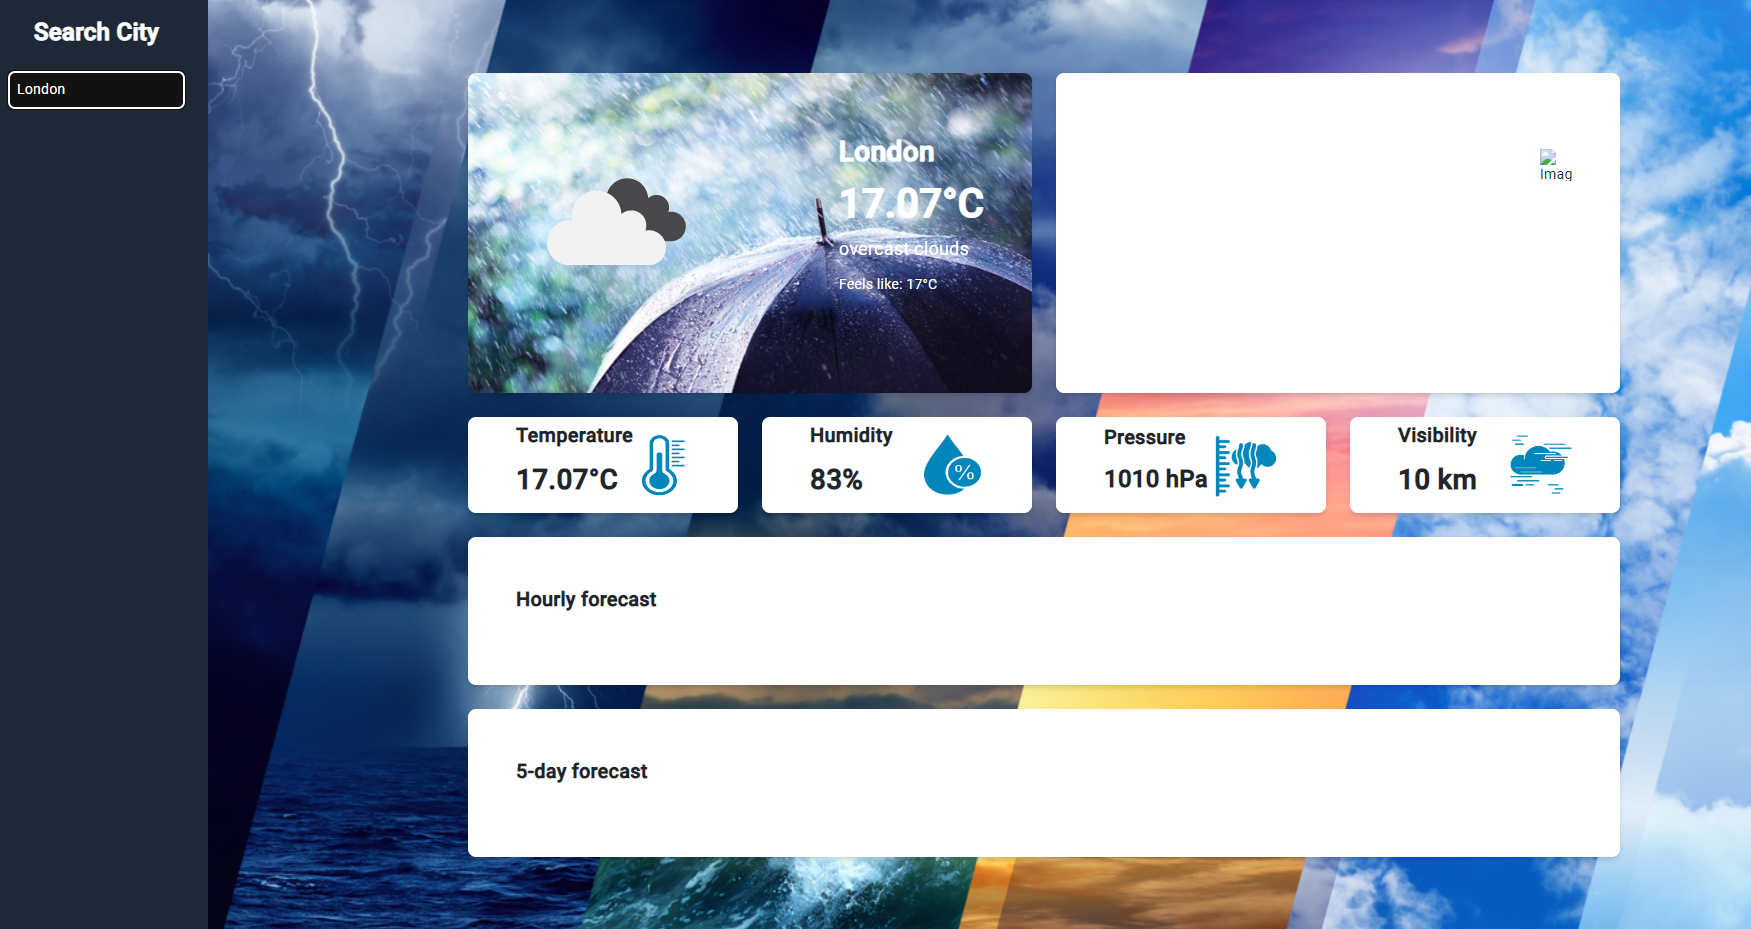 Search City
London
London
17.07°C
overcast clouds
Feels like: 17°C
Imag
Temperature
17.07°C
Humidity
83%
%
Pressure
1010 hPa
Visibility
10 km
Hourly forecast
5-day forecast